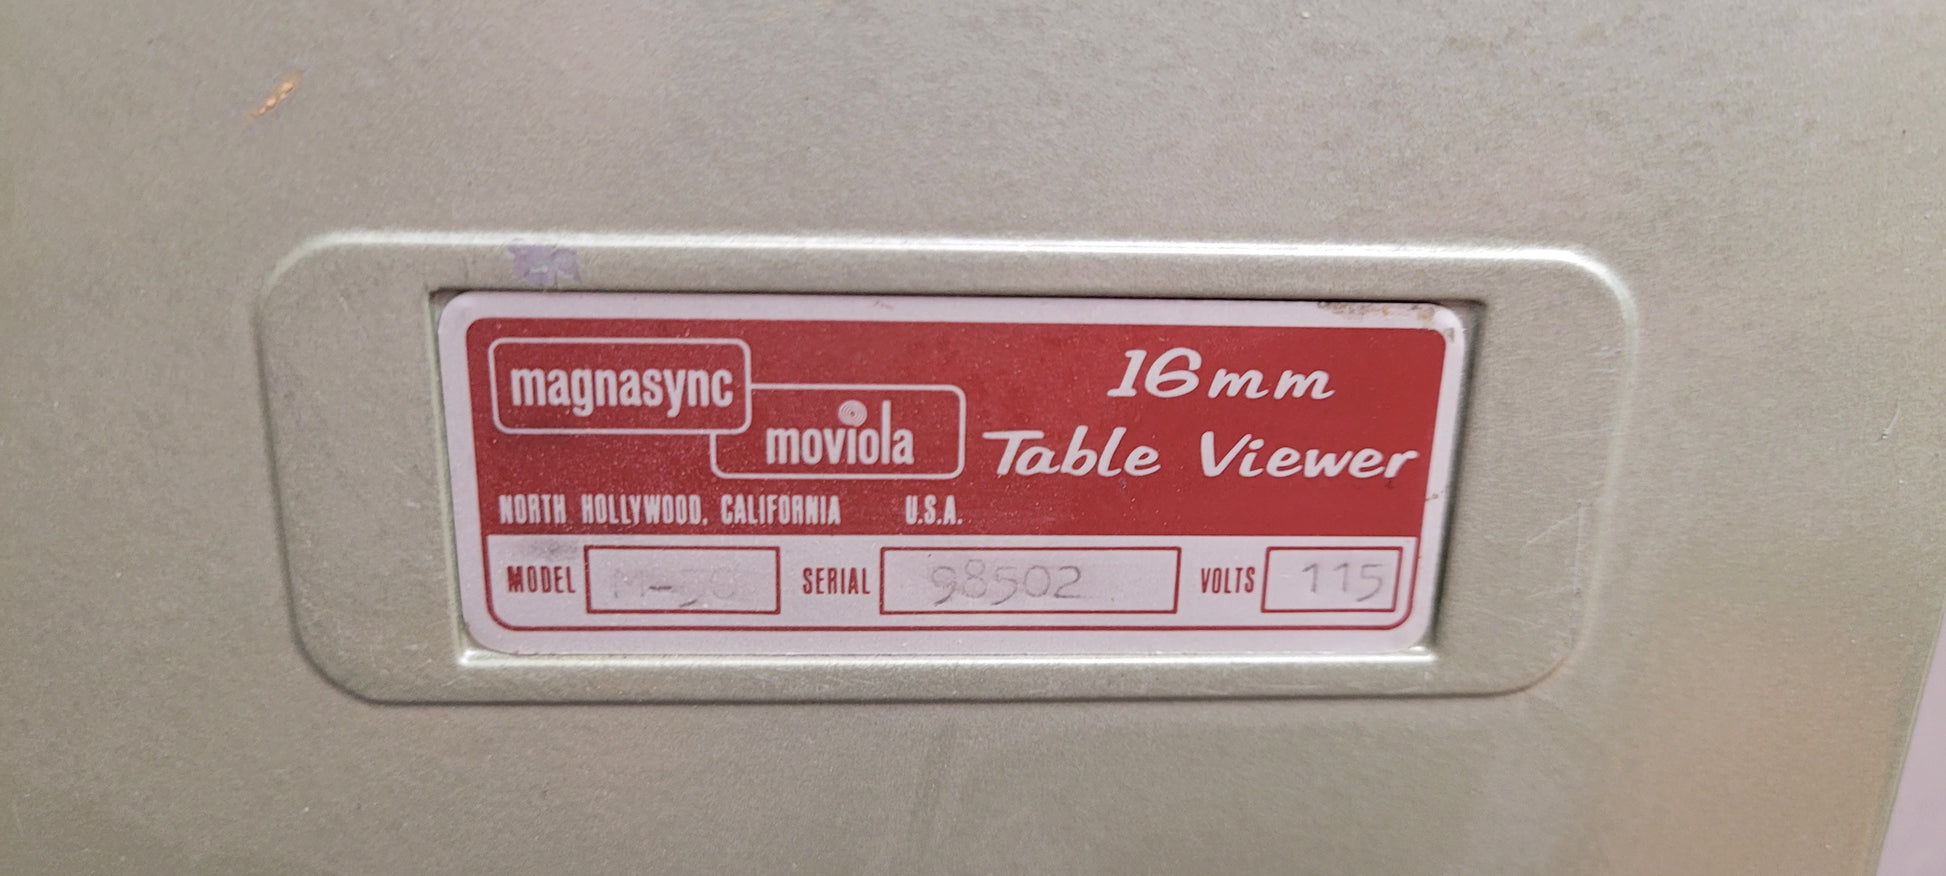 magnasync
moviola
16mm
Table Viewer
NORTH HOLLYWOOD, CALIFORNIA U.S.A.
MODEL SERIAL 98502 VOLTS 115